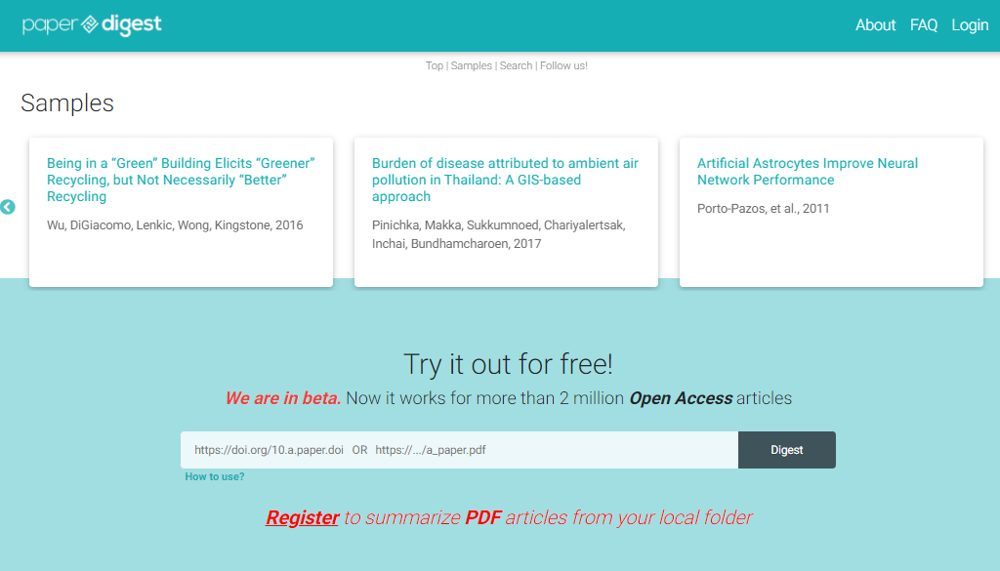 paper digest
About FAQ Login
Top | Samples | Search | Follow us!
Samples
Being in a “Green” Building Elicits “Greener”
Recycling, but Not Necessarily “Better”
Recycling
Wu, DiGiacomo, Lenkic, Wong, Kingstone, 2016
Burden of disease attributed to ambient air
pollution in Thailand: A GIS-based
approach
Pinichka, Makka, Sukkumnoed, Chariyalertsak,
Inchai, Bundhamcharoen, 2017
Artificial Astrocytes Improve Neural
Network Performance
Porto-Pazos, et al., 2011
Try it out for free!
We are in beta. Now it works for more than 2 million Open Access articles
https://doi.org/10.a.paper.doi OR https://.../a_paper.pdf
Digest
How to use?
Register to summarize PDF articles from your local folder